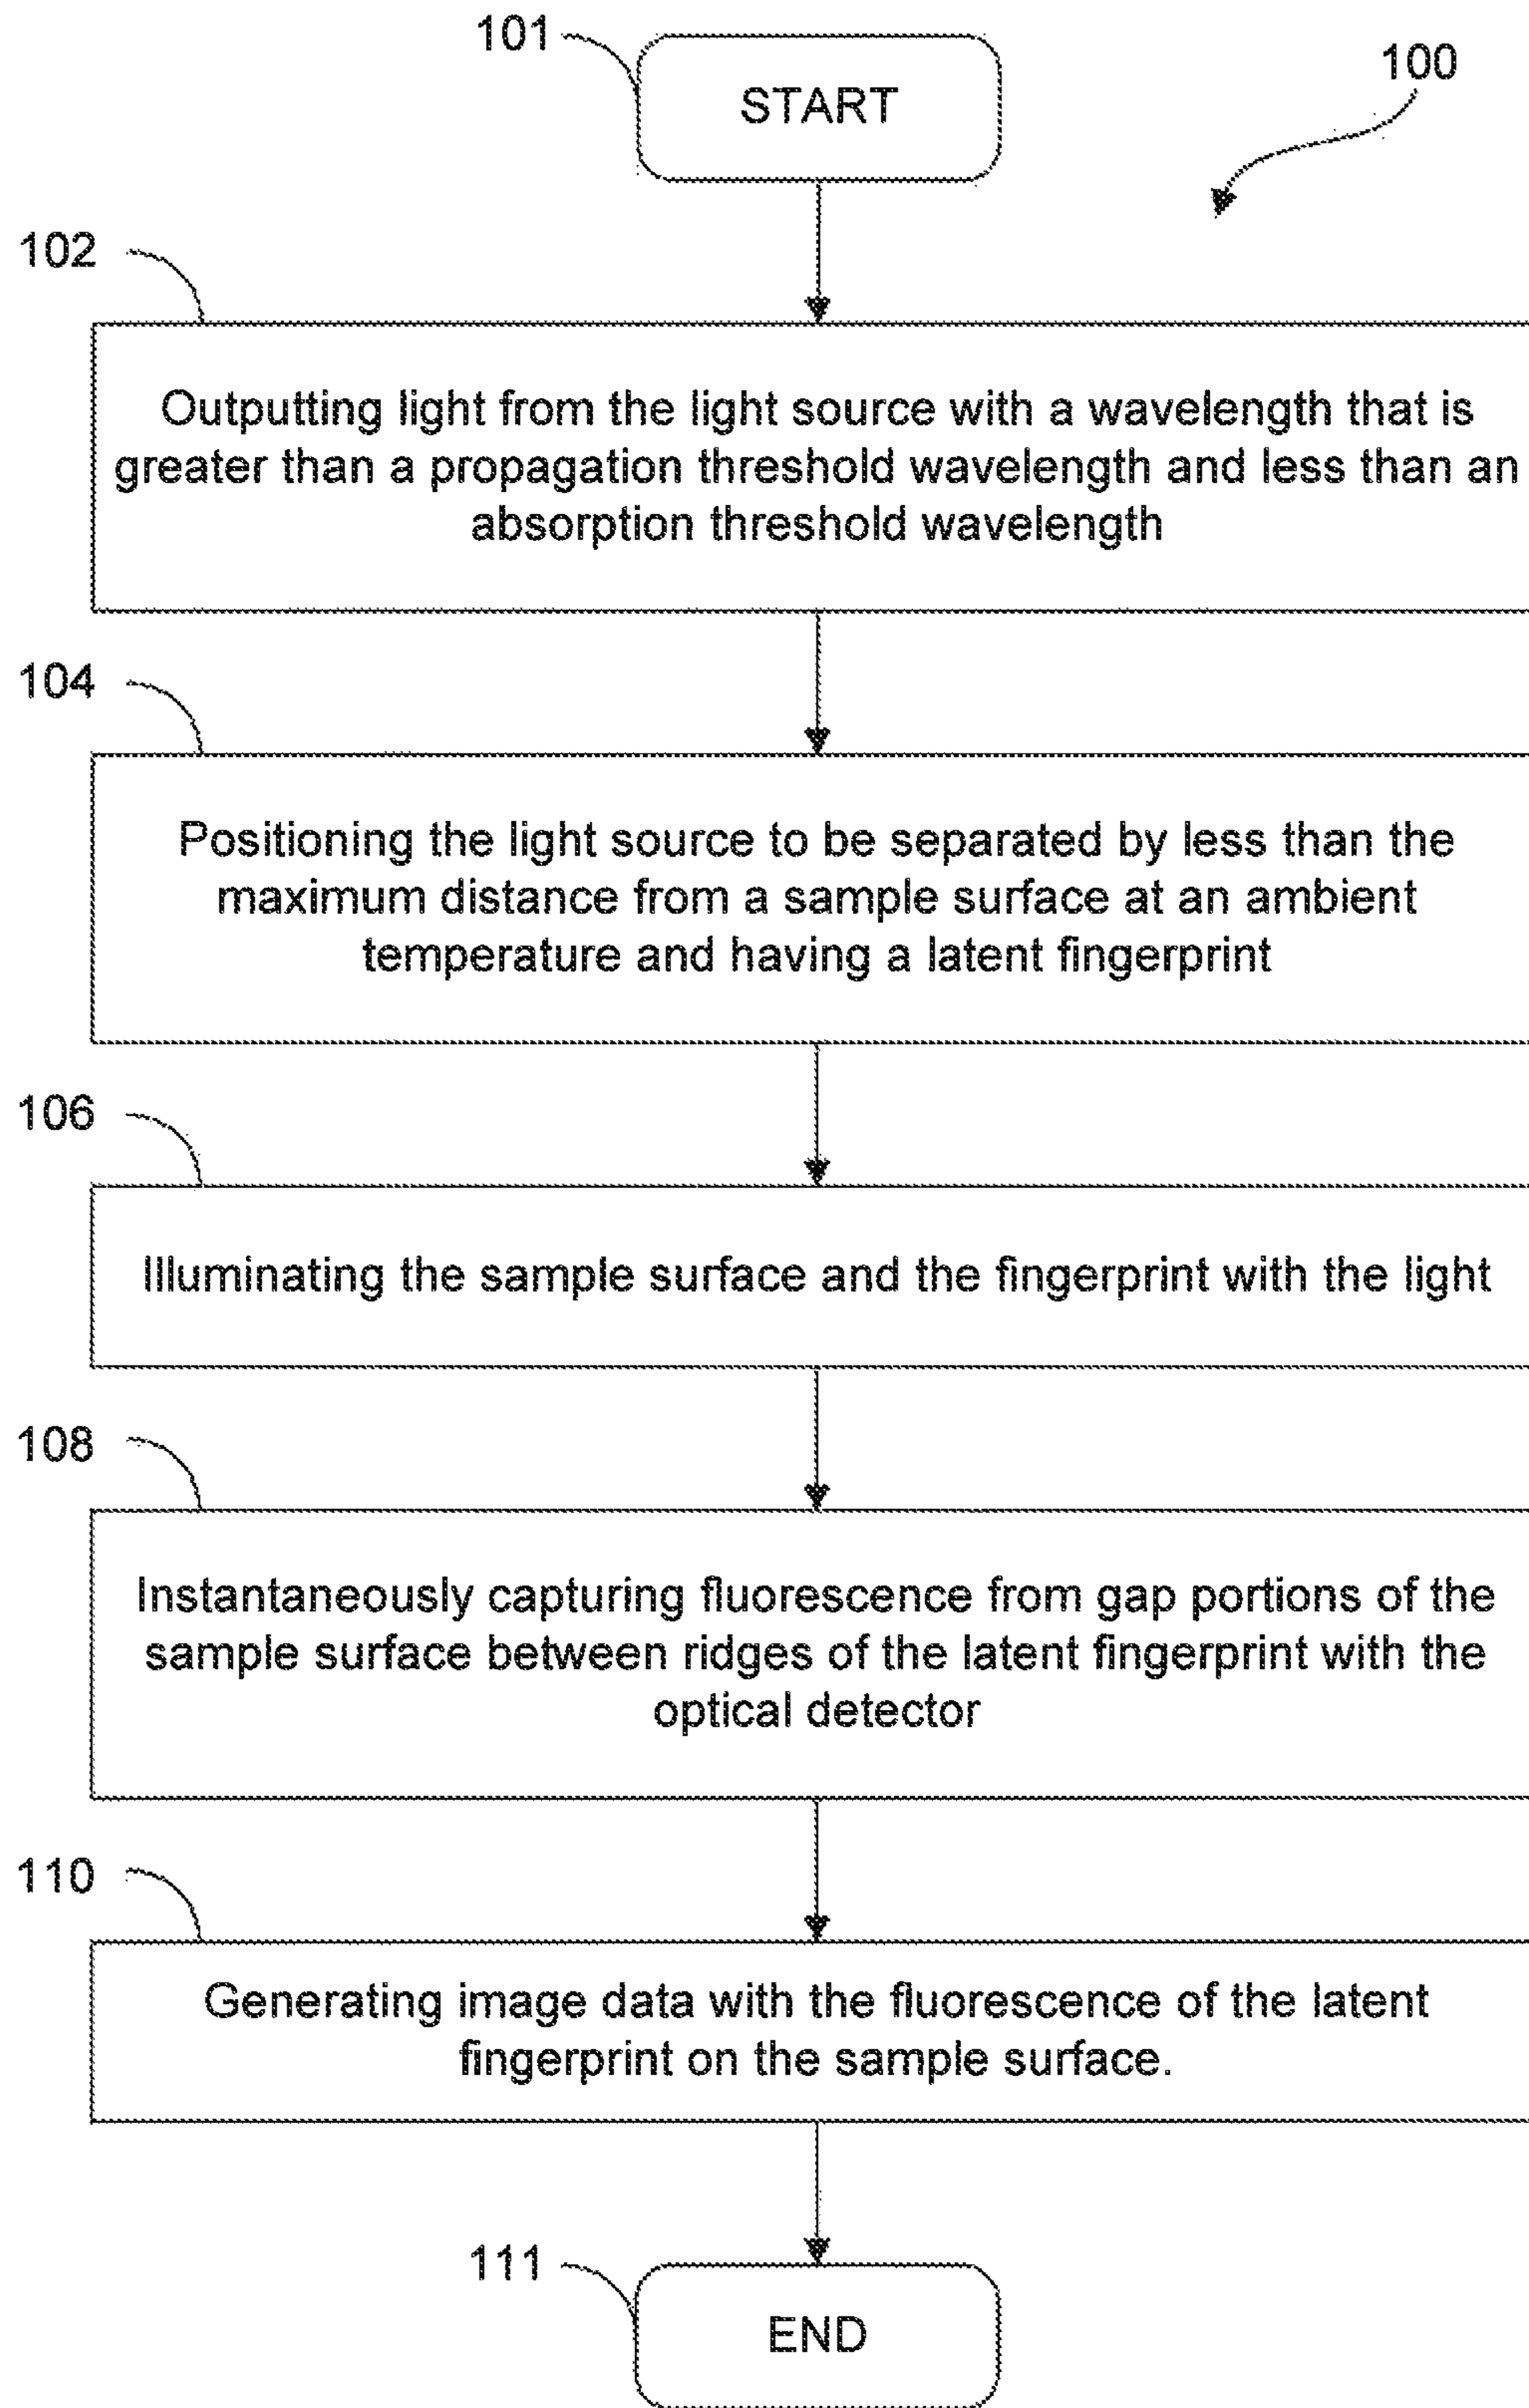 101
START
100
102
Outputting light from the light source with a wavelength that is
greater than a propagation threshold wavelength and less than an
absorption threshold wavelength
104
Positioning the light source to be separated by less than the
maximum distance from a sample surface at an ambient
temperature and having a latent fingerprint
106
Illuminating the sample surface and the fingerprint with the light
108
Instantaneously capturing fluorescence from gap portions of the
sample surface between ridges of the latent fingerprint with the
optical detector
110
Generating image data with the fluorescence of the latent
fingerprint on the sample surface.
111
END